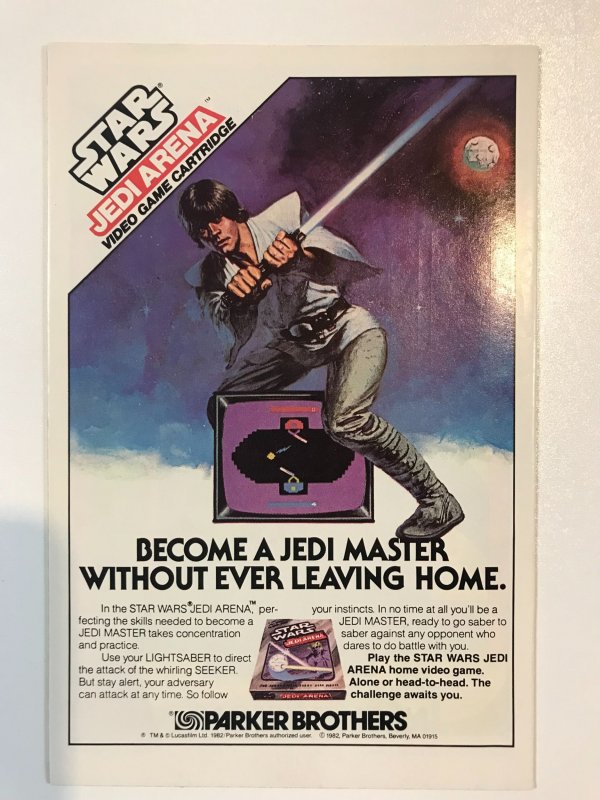 STAR
WARS
JEDI ARENA™
VIDEO GAME CARTRIDGE
BECOME A JEDI MASTER
WITHOUT EVER LEAVING HOME.
In the STAR WARS® JEDI ARENA,™ per-
fecting the skills needed to become a
JEDI MASTER takes concentration
and practice.
Use your LIGHTSABER to direct
the attack of the whirling SEEKER.
But stay alert, your adversary
can attack at any time. So follow
your instincts. In no time at all you'll be a
JEDI MASTER, ready to go saber to
saber against any opponent who
dares to do battle with you.
Play the STAR WARS JEDI
ARENA home video game.
Alone or head-to-head. The
challenge awaits you.
STAR
WARS
JEDI ARENA
JEDI ARENA
PARKER BROTHERS
® TM & © Lucasfilm Ltd. 1982/Parker Brothers authorized user. © 1982, Parker Brothers, Beverly, MA 01915